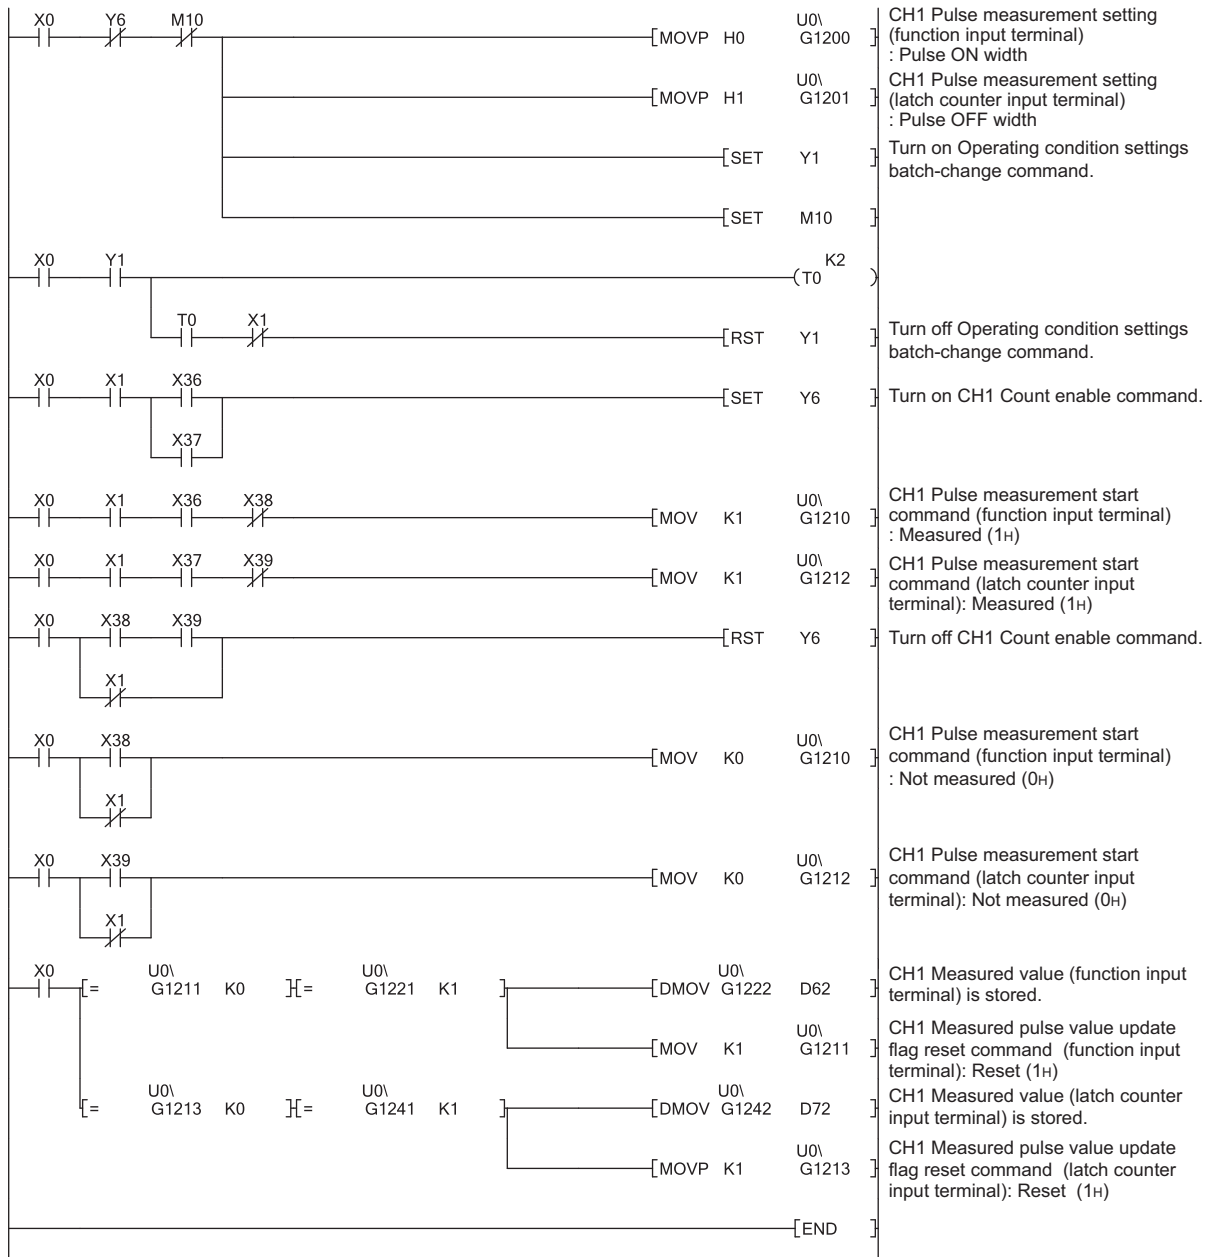 X0 Y6 M10
U0\
[MOVP H0 G1200 ]
CH1 Pulse measurement setting
(function input terminal)
: Pulse ON width
U0\
[MOVP H1 G1201 ]
CH1 Pulse measurement setting
(latch counter input terminal)
: Pulse OFF width
[SET Y1 ]
Turn on Operating condition settings
batch-change command.
[SET M10 ]
X0 Y1
K2
(T0 )
T0 X1
[RST Y1 ]
Turn off Operating condition settings
batch-change command.
X0 X1 X36
[SET Y6 ]
Turn on CH1 Count enable command.
X37
X0 X1 X36 X38
U0\
[MOV K1 G1210 ]
CH1 Pulse measurement start
command (function input terminal)
: Measured (1H)
X0 X1 X37 X39
U0\
[MOV K1 G1212 ]
CH1 Pulse measurement start
command (latch counter input
terminal): Measured (1H)
X0 X38 X39
[RST Y6 ]
Turn off CH1 Count enable command.
X1
X0 X38
U0\
[MOV K0 G1210 ]
CH1 Pulse measurement start
command (function input terminal)
: Not measured (0H)
X1
X0 X39
U0\
[MOV K0 G1212 ]
CH1 Pulse measurement start
command (latch counter input
terminal): Not measured (0H)
X1
X0
U0\ U0\ U0\
[= G1211 K0 ][= G1221 K1 ] [DMOV G1222 D62 ]
CH1 Measured value (function input
terminal) is stored.
U0\
[MOV K1 G1211 ]
CH1 Measured pulse value update
flag reset command (function input
terminal): Reset (1H)
U0\ U0\ U0\
[= G1213 K0 ][= G1241 K1 ] [DMOV G1242 D72 ]
CH1 Measured value (latch counter
input terminal) is stored.
U0\
[MOVP K1 G1213 ]
CH1 Measured pulse value update
flag reset command (latch counter
input terminal): Reset (1H)
[END ]